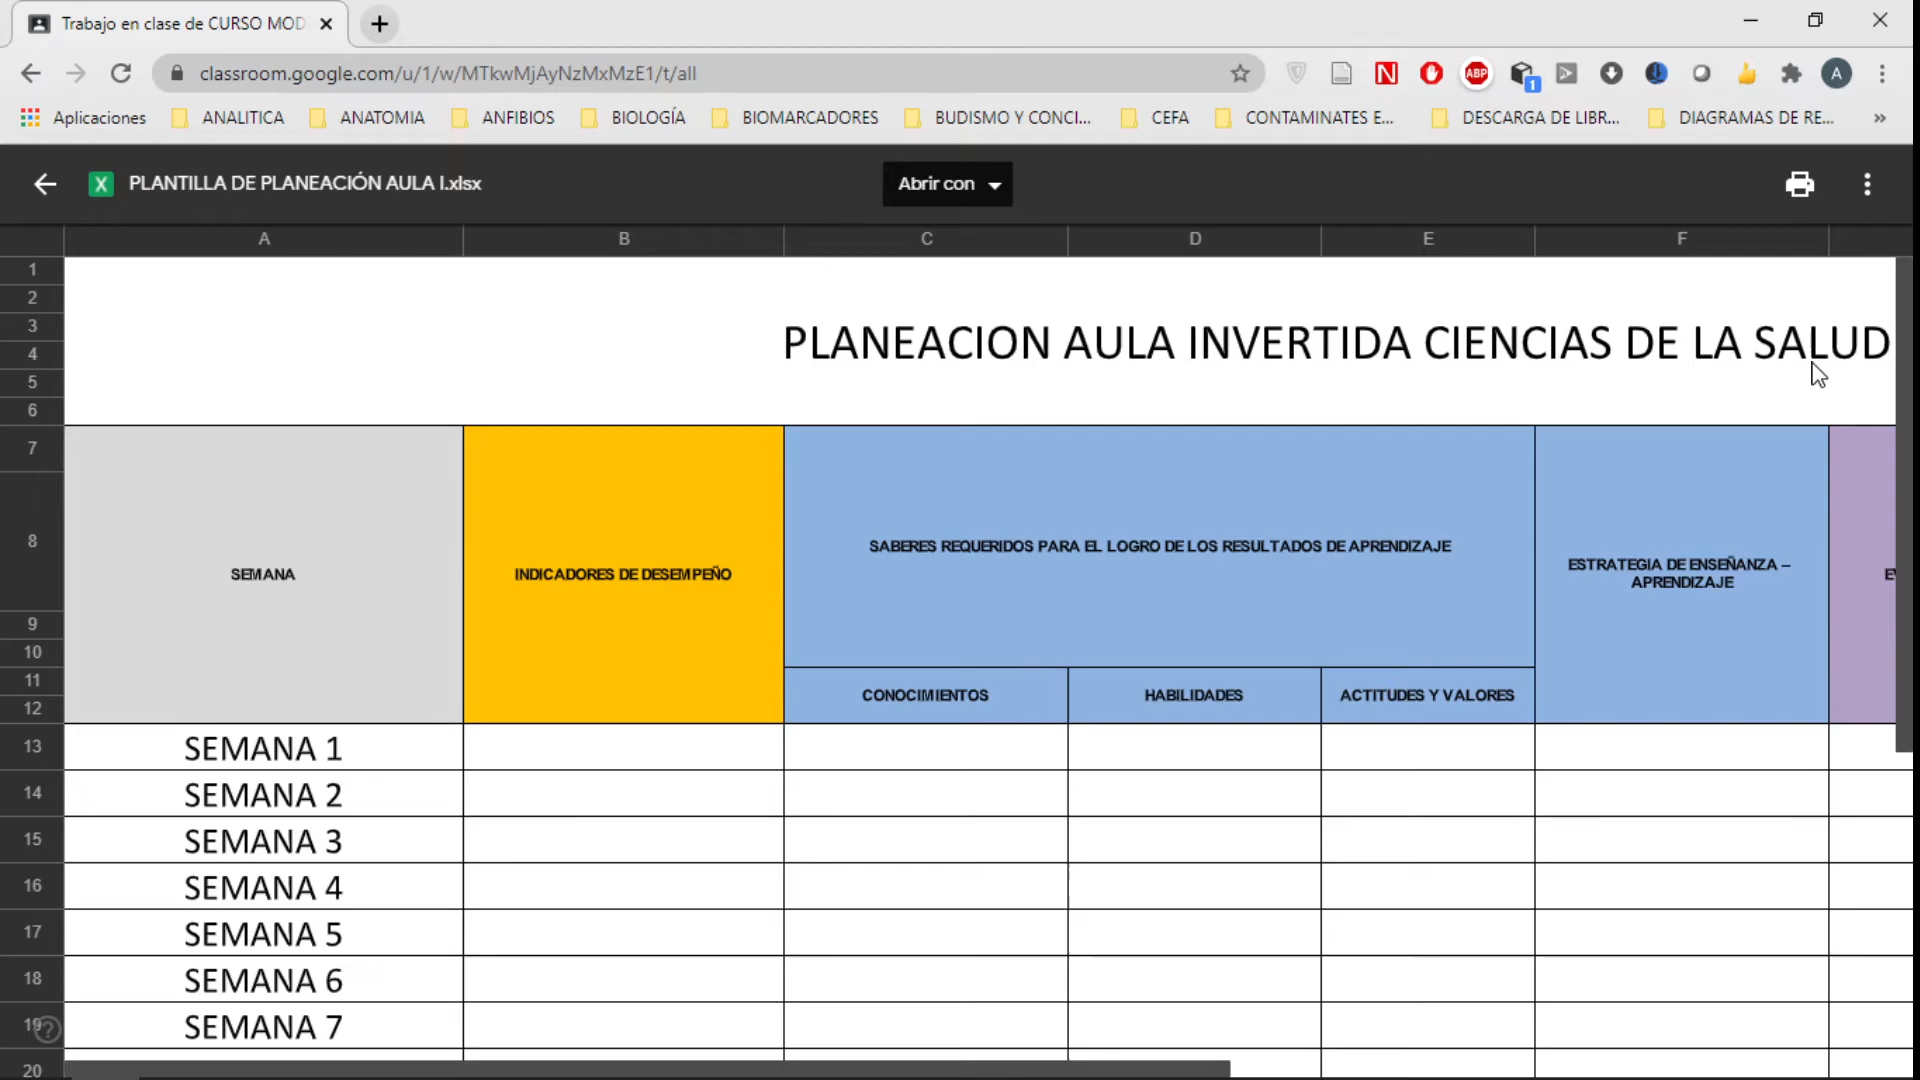 Trabajo en clase de CURSO MOD
classroom.google.com/u/1/w/MTkwMjAyNzMxMzE1/t/all
N
ABP
1
A
Aplicaciones
ANALITICA
ANATOMIA
ANFIBIOS
BIOLOGÍA
BIOMARCADORES
BUDISMO Y CONCI...
CEFA
CONTAMINATES E...
DESCARGA DE LIBR...
DIAGRAMAS DE RE...
»
X
PLANTILLA DE PLANEACIÓN AULA I.xlsx
Abrir con
A B C D E F
1
2
3
4
5
6
PLANEACION AULA INVERTIDA CIENCIAS DE LA SALUD
7
8
9
10
11
12
SEMANA
INDICADORES DE DESEMPEÑO
SABERES REQUERIDOS PARA EL LOGRO DE LOS RESULTADOS DE APRENDIZAJE
ESTRATEGIA DE ENSEÑANZA –
APRENDIZAJE
CONOCIMIENTOS
HABILIDADES
ACTITUDES Y VALORES
13 SEMANA 1
14 SEMANA 2
15 SEMANA 3
16 SEMANA 4
17 SEMANA 5
18 SEMANA 6
19 SEMANA 7
20